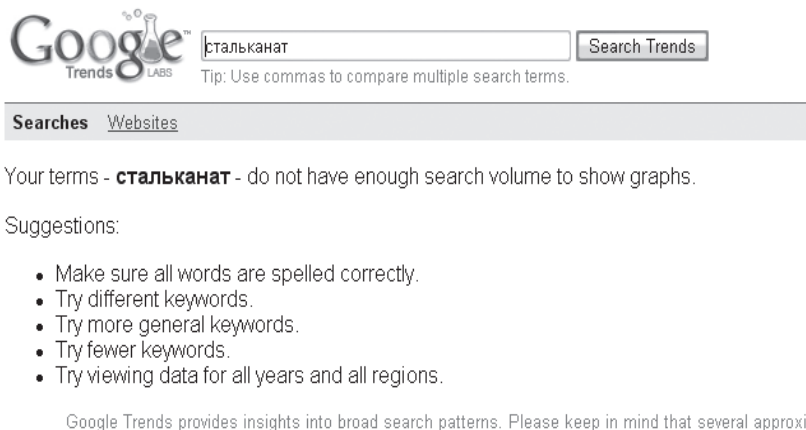 Google™
Trends LABS
стальканат
Search Trends
Tip: Use commas to compare multiple search terms.
Searches Websites
Your terms - стальканат - do not have enough search volume to show graphs.
Suggestions:
• Make sure all words are spelled correctly.
• Try different keywords.
• Try more general keywords.
• Try fewer keywords.
• Try viewing data for all years and all regions.
Google Trends provides insights into broad search patterns. Please keep in mind that several approxi